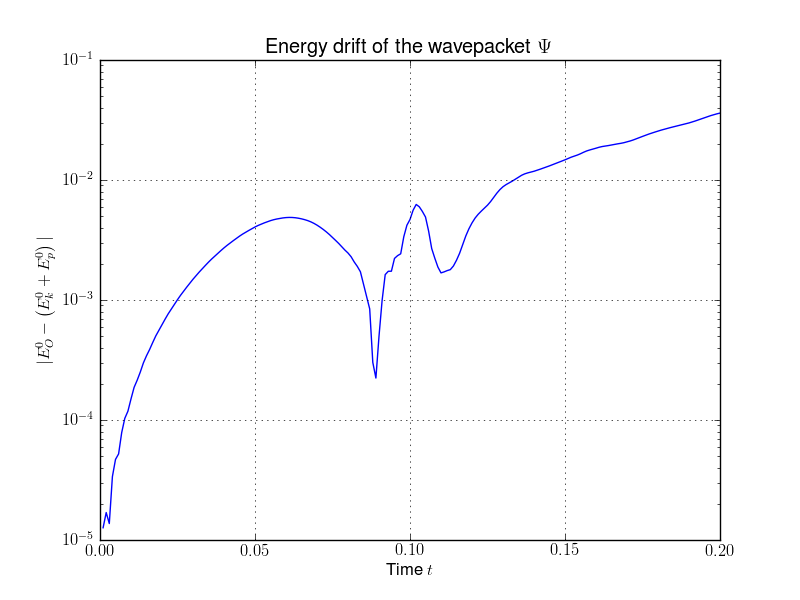 Energy drift of the wavepacket Ψ
10⁻¹
10⁻²
10⁻³
10⁻⁴
10⁻⁵
|E_O^0 − (E_k^0 + E_p^0) |
0.00 0.05 0.10 0.15 0.20
Time t